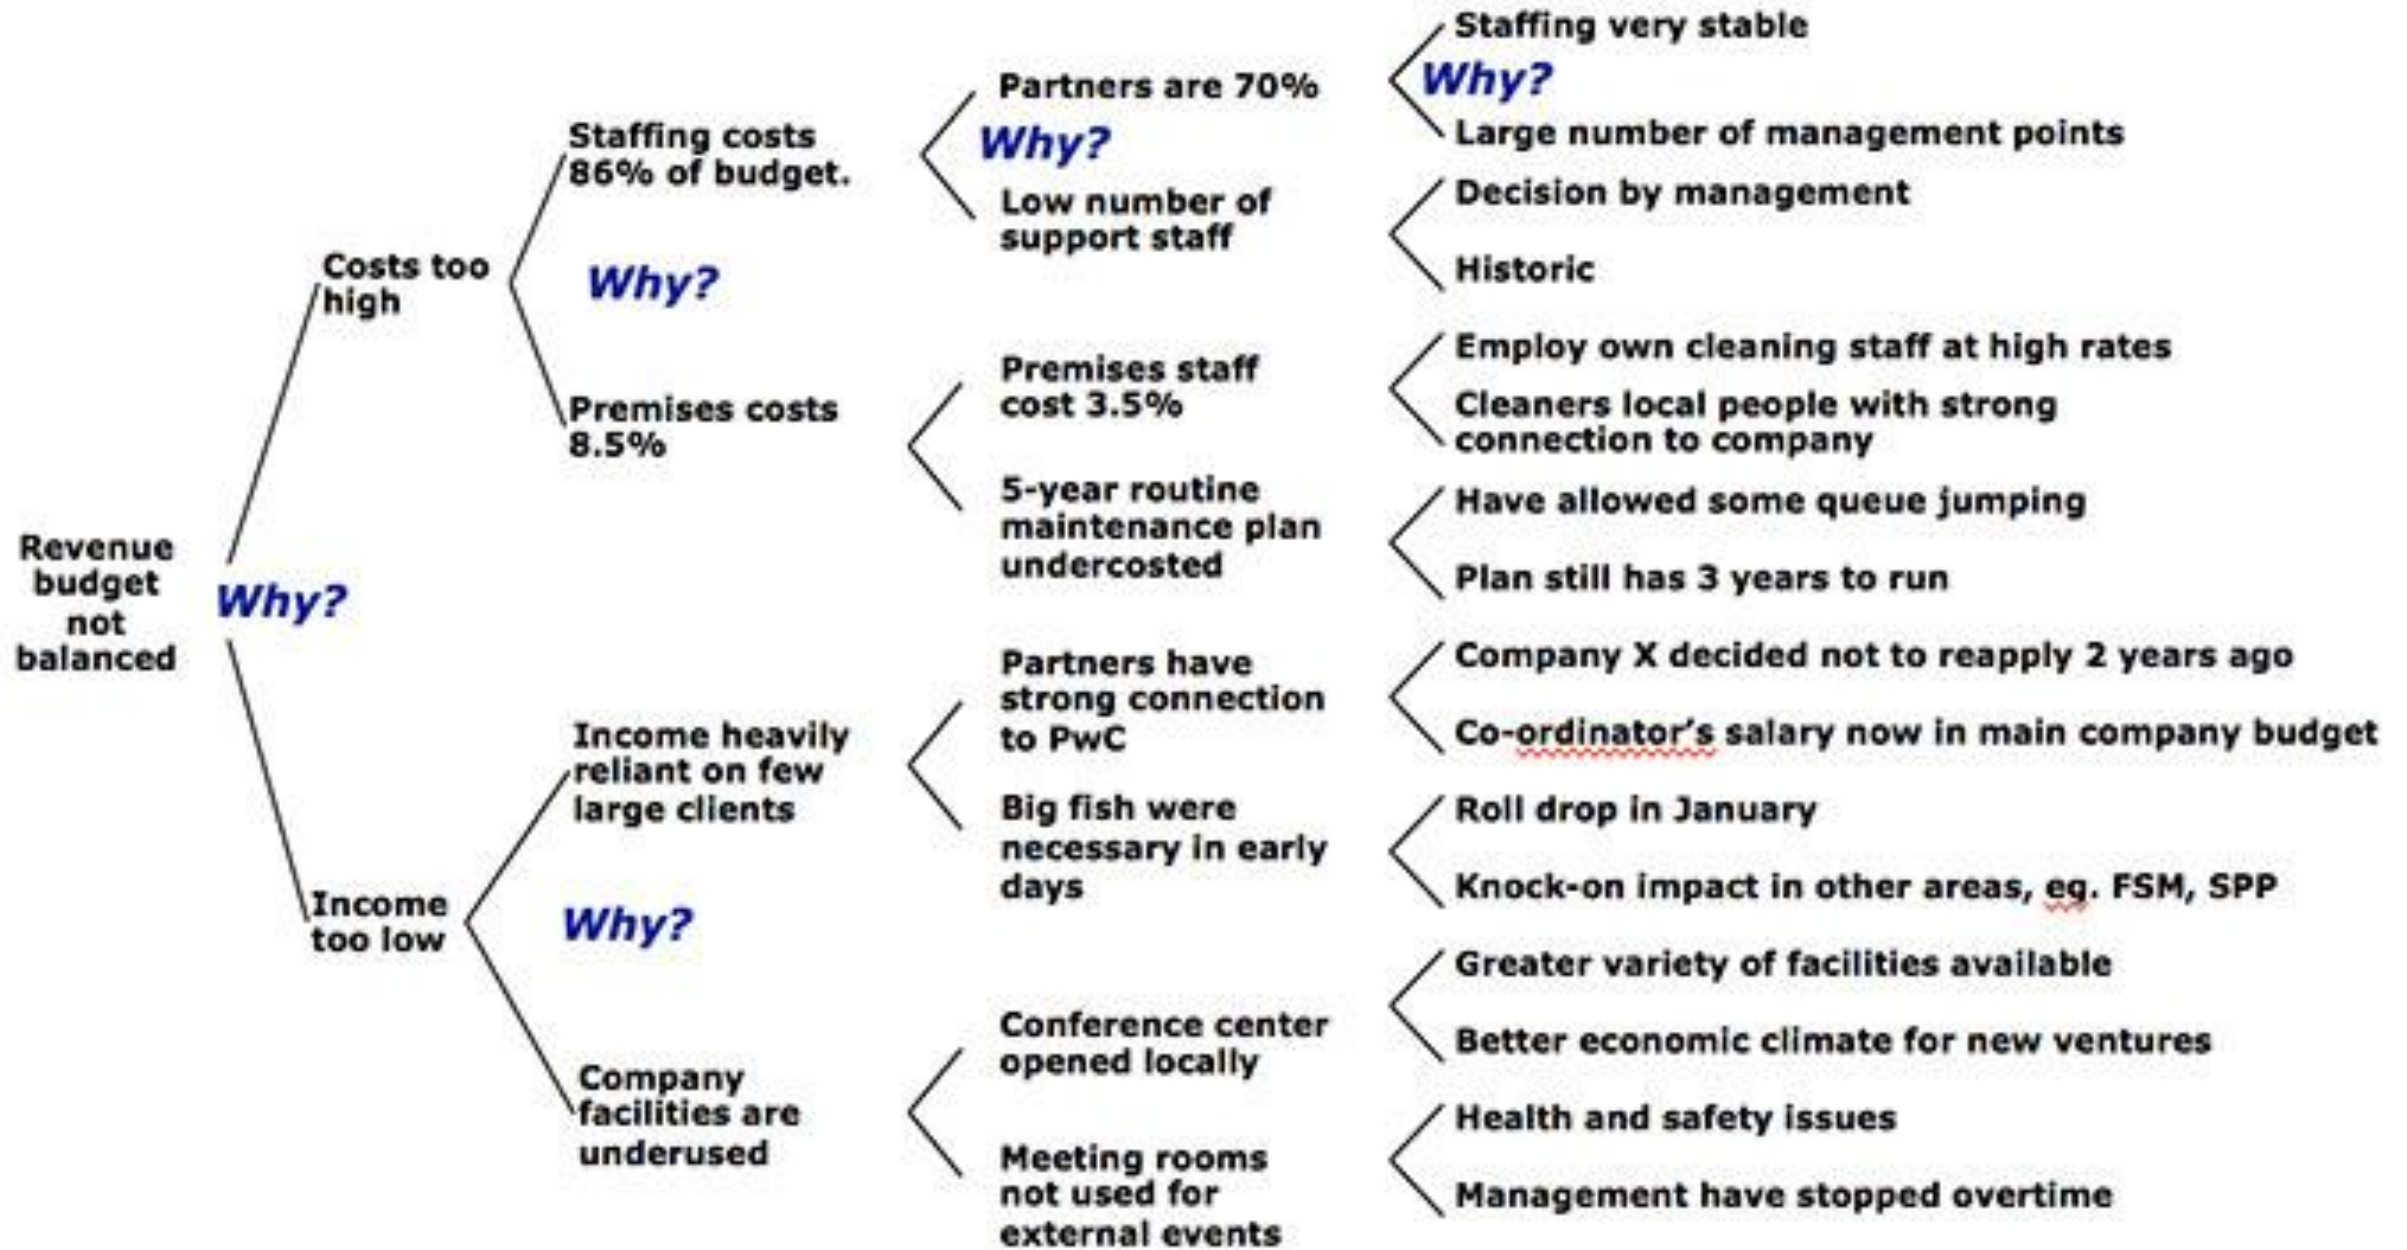 Revenue
budget
not
balanced
Why?
Costs too
high
Income
too low
Staffing costs
86% of budget.
Why?
Premises costs
8.5%
Income heavily
reliant on few
large clients
Why?
Company
facilities are
underused
Partners are 70%
Why?
Low number of
support staff
Premises staff
cost 3.5%
5-year routine
maintenance plan
undercosted
Partners have
strong connection
to PwC
Big fish were
necessary in early
days
Conference center
opened locally
Meeting rooms
not used for
external events
Staffing very stable
Why?
Large number of management points
Decision by management
Historic
Employ own cleaning staff at high rates
Cleaners local people with strong
connection to company
Have allowed some queue jumping
Plan still has 3 years to run
Company X decided not to reapply 2 years ago
Co-ordinator's salary now in main company budget
Roll drop in January
Knock-on impact in other areas, eg. FSM, SPP
Greater variety of facilities available
Better economic climate for new ventures
Health and safety issues
Management have stopped overtime